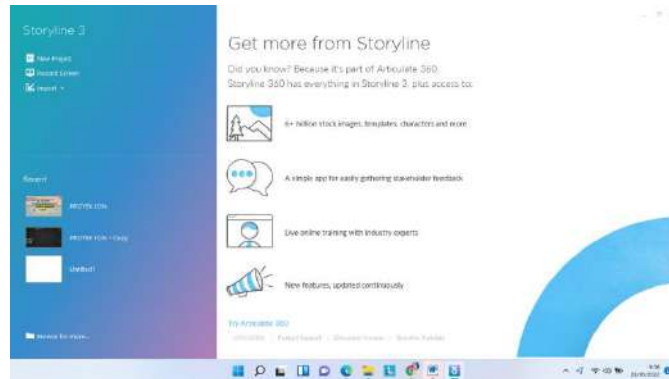 Storyline 3
New Project
Record Screen
Import
Recent
PROYEK ION
PROYEK ION - Copy
Untitled1
Browse for more...
Get more from Storyline
Did you know? Because it's part of Articulate 360,
Storyline 360 has everything in Storyline 3, plus access to:
6+ million stock images, templates, characters and more
A simple app for easily gathering stakeholder feedback
Live online training with industry experts
New features, updated continuously
Try Articulate 360